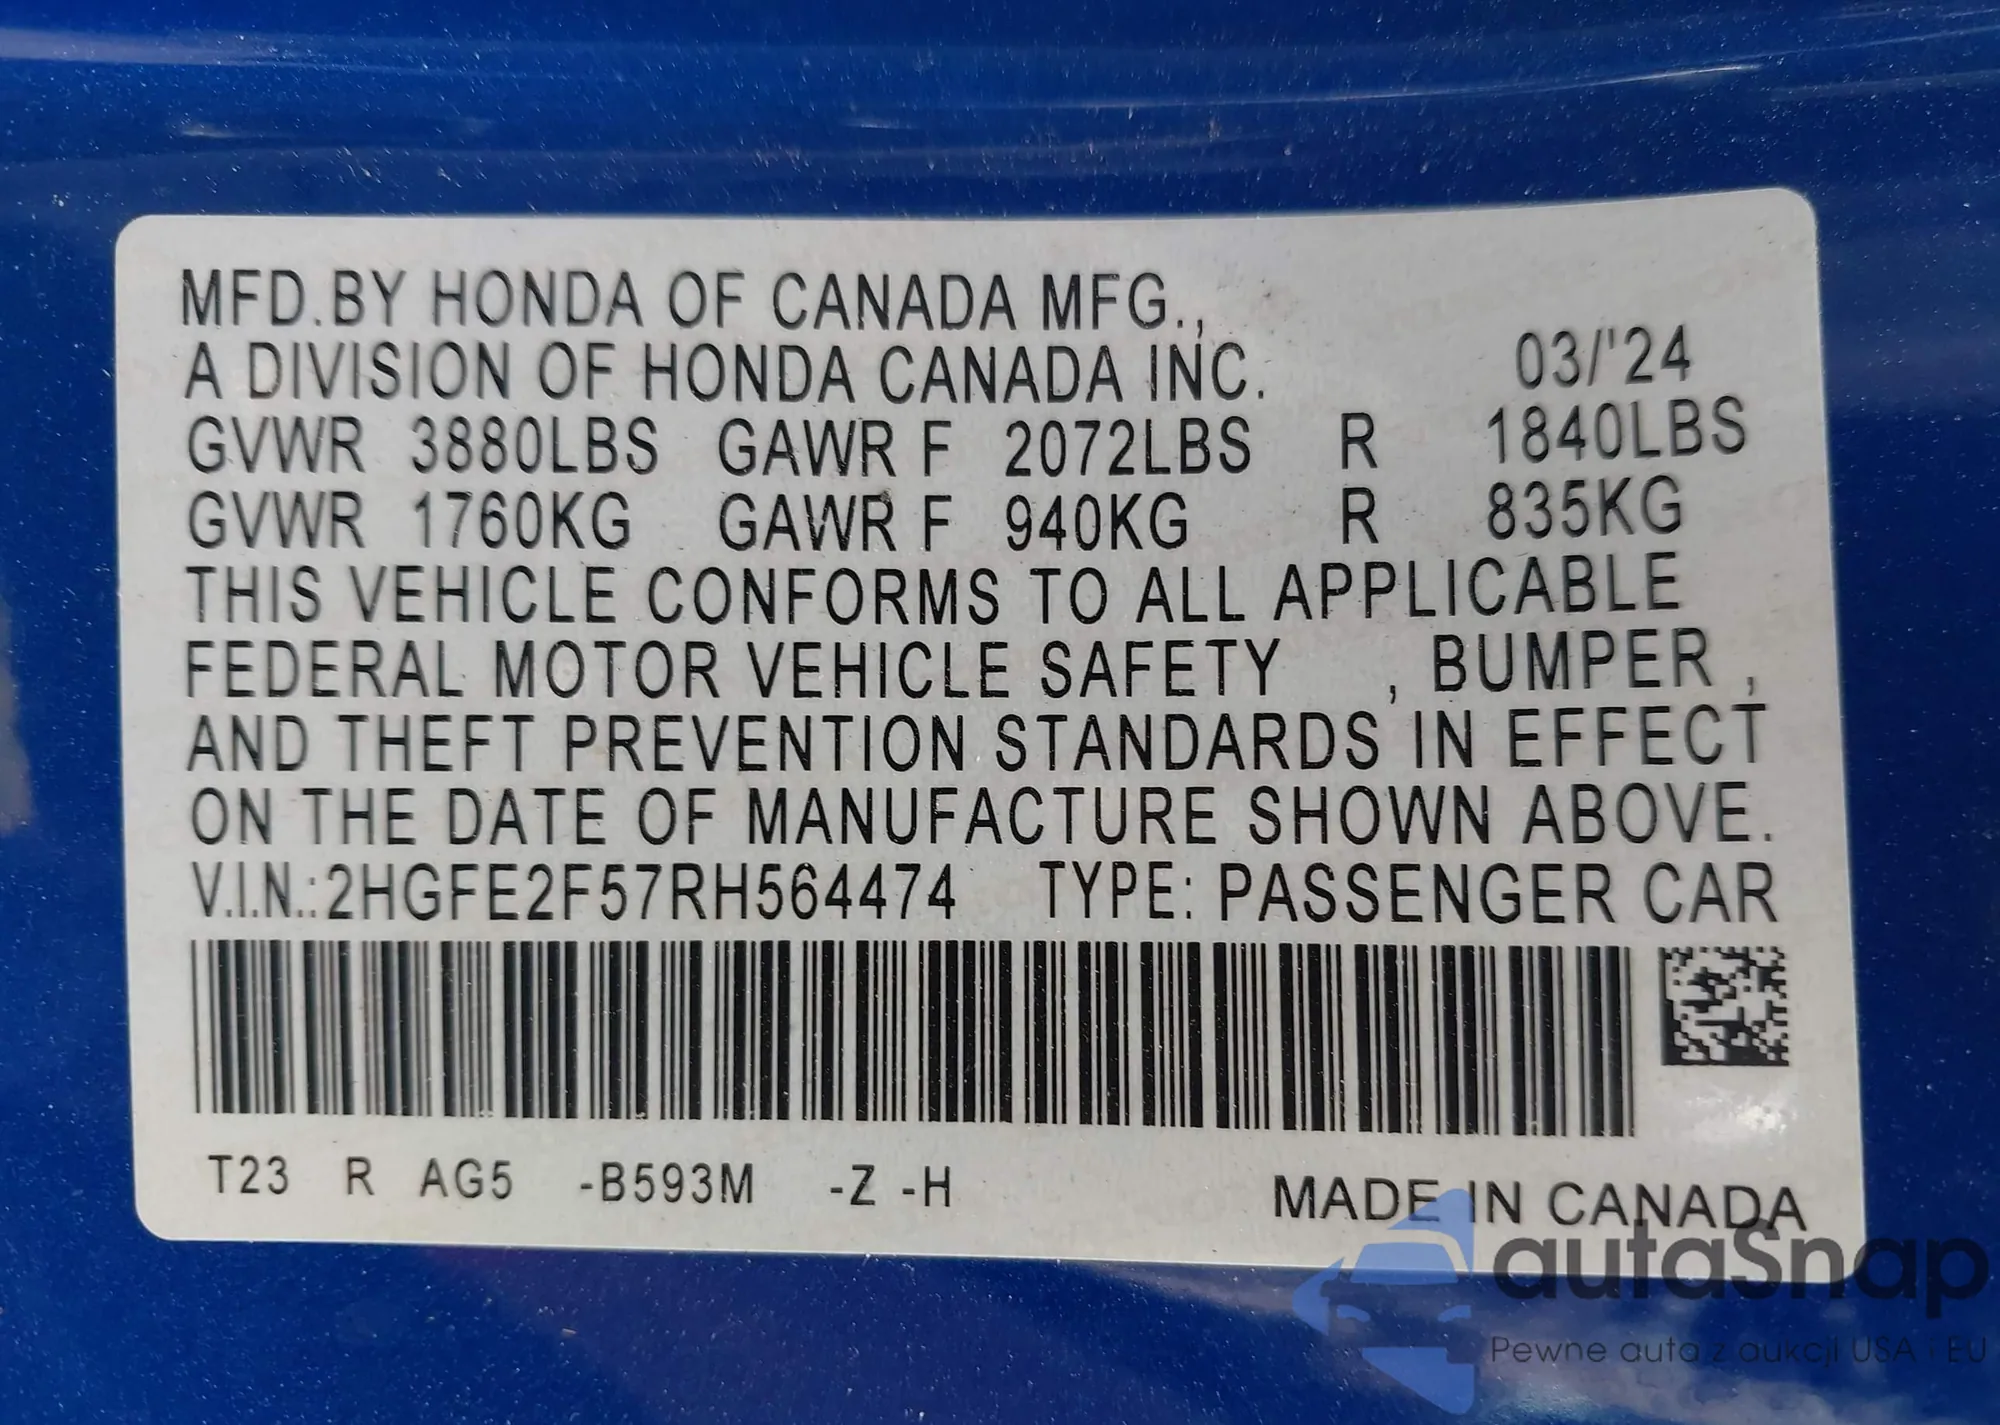 MFD.BY HONDA OF CANADA MFG.,
A DIVISION OF HONDA CANADA INC. 03/'24
GVWR 3880LBS GAWR F 2072LBS R 1840LBS
GVWR 1760KG GAWR F 940KG R 835KG
THIS VEHICLE CONFORMS TO ALL APPLICABLE
FEDERAL MOTOR VEHICLE SAFETY , BUMPER ,
AND THEFT PREVENTION STANDARDS IN EFFECT
ON THE DATE OF MANUFACTURE SHOWN ABOVE.
V.I.N.:2HGFE2F57RH564474 TYPE: PASSENGER CAR
T23 R AG5 -B593M -Z -H
MADE IN CANADA
autaSnap
Pewne auta z aukcji USA i EU